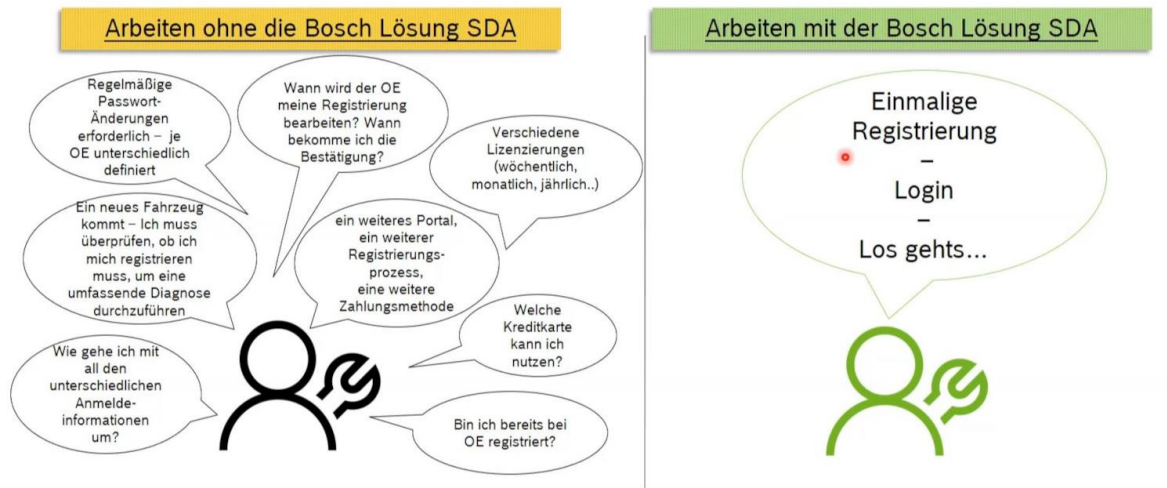 Arbeiten ohne die Bosch Lösung SDA
Regelmäßige
Passwort-
Änderungen
erforderlich – je
OE unterschiedlich
definiert
Wann wird der OE
meine Registrierung
bearbeiten? Wann
bekomme ich die
Bestätigung?
Verschiedene
Lizenzierungen
(wöchentlich,
monatlich, jährlich..)
Ein neues Fahrzeug
kommt – Ich muss
überprüfen, ob ich
mich registrieren
muss, um eine
umfassende Diagnose
durchzuführen
ein weiteres Portal,
ein weiterer
Registrierungs-
prozess,
eine weitere
Zahlungsmethode
Welche
Kreditkarte
kann ich
nutzen?
Wie gehe ich mit
all den
unterschiedlichen
Anmelde-
informationen
um?
Bin ich bereits bei
OE registriert?
Arbeiten mit der Bosch Lösung SDA
Einmalige
Registrierung
–
Login
–
Los gehts...